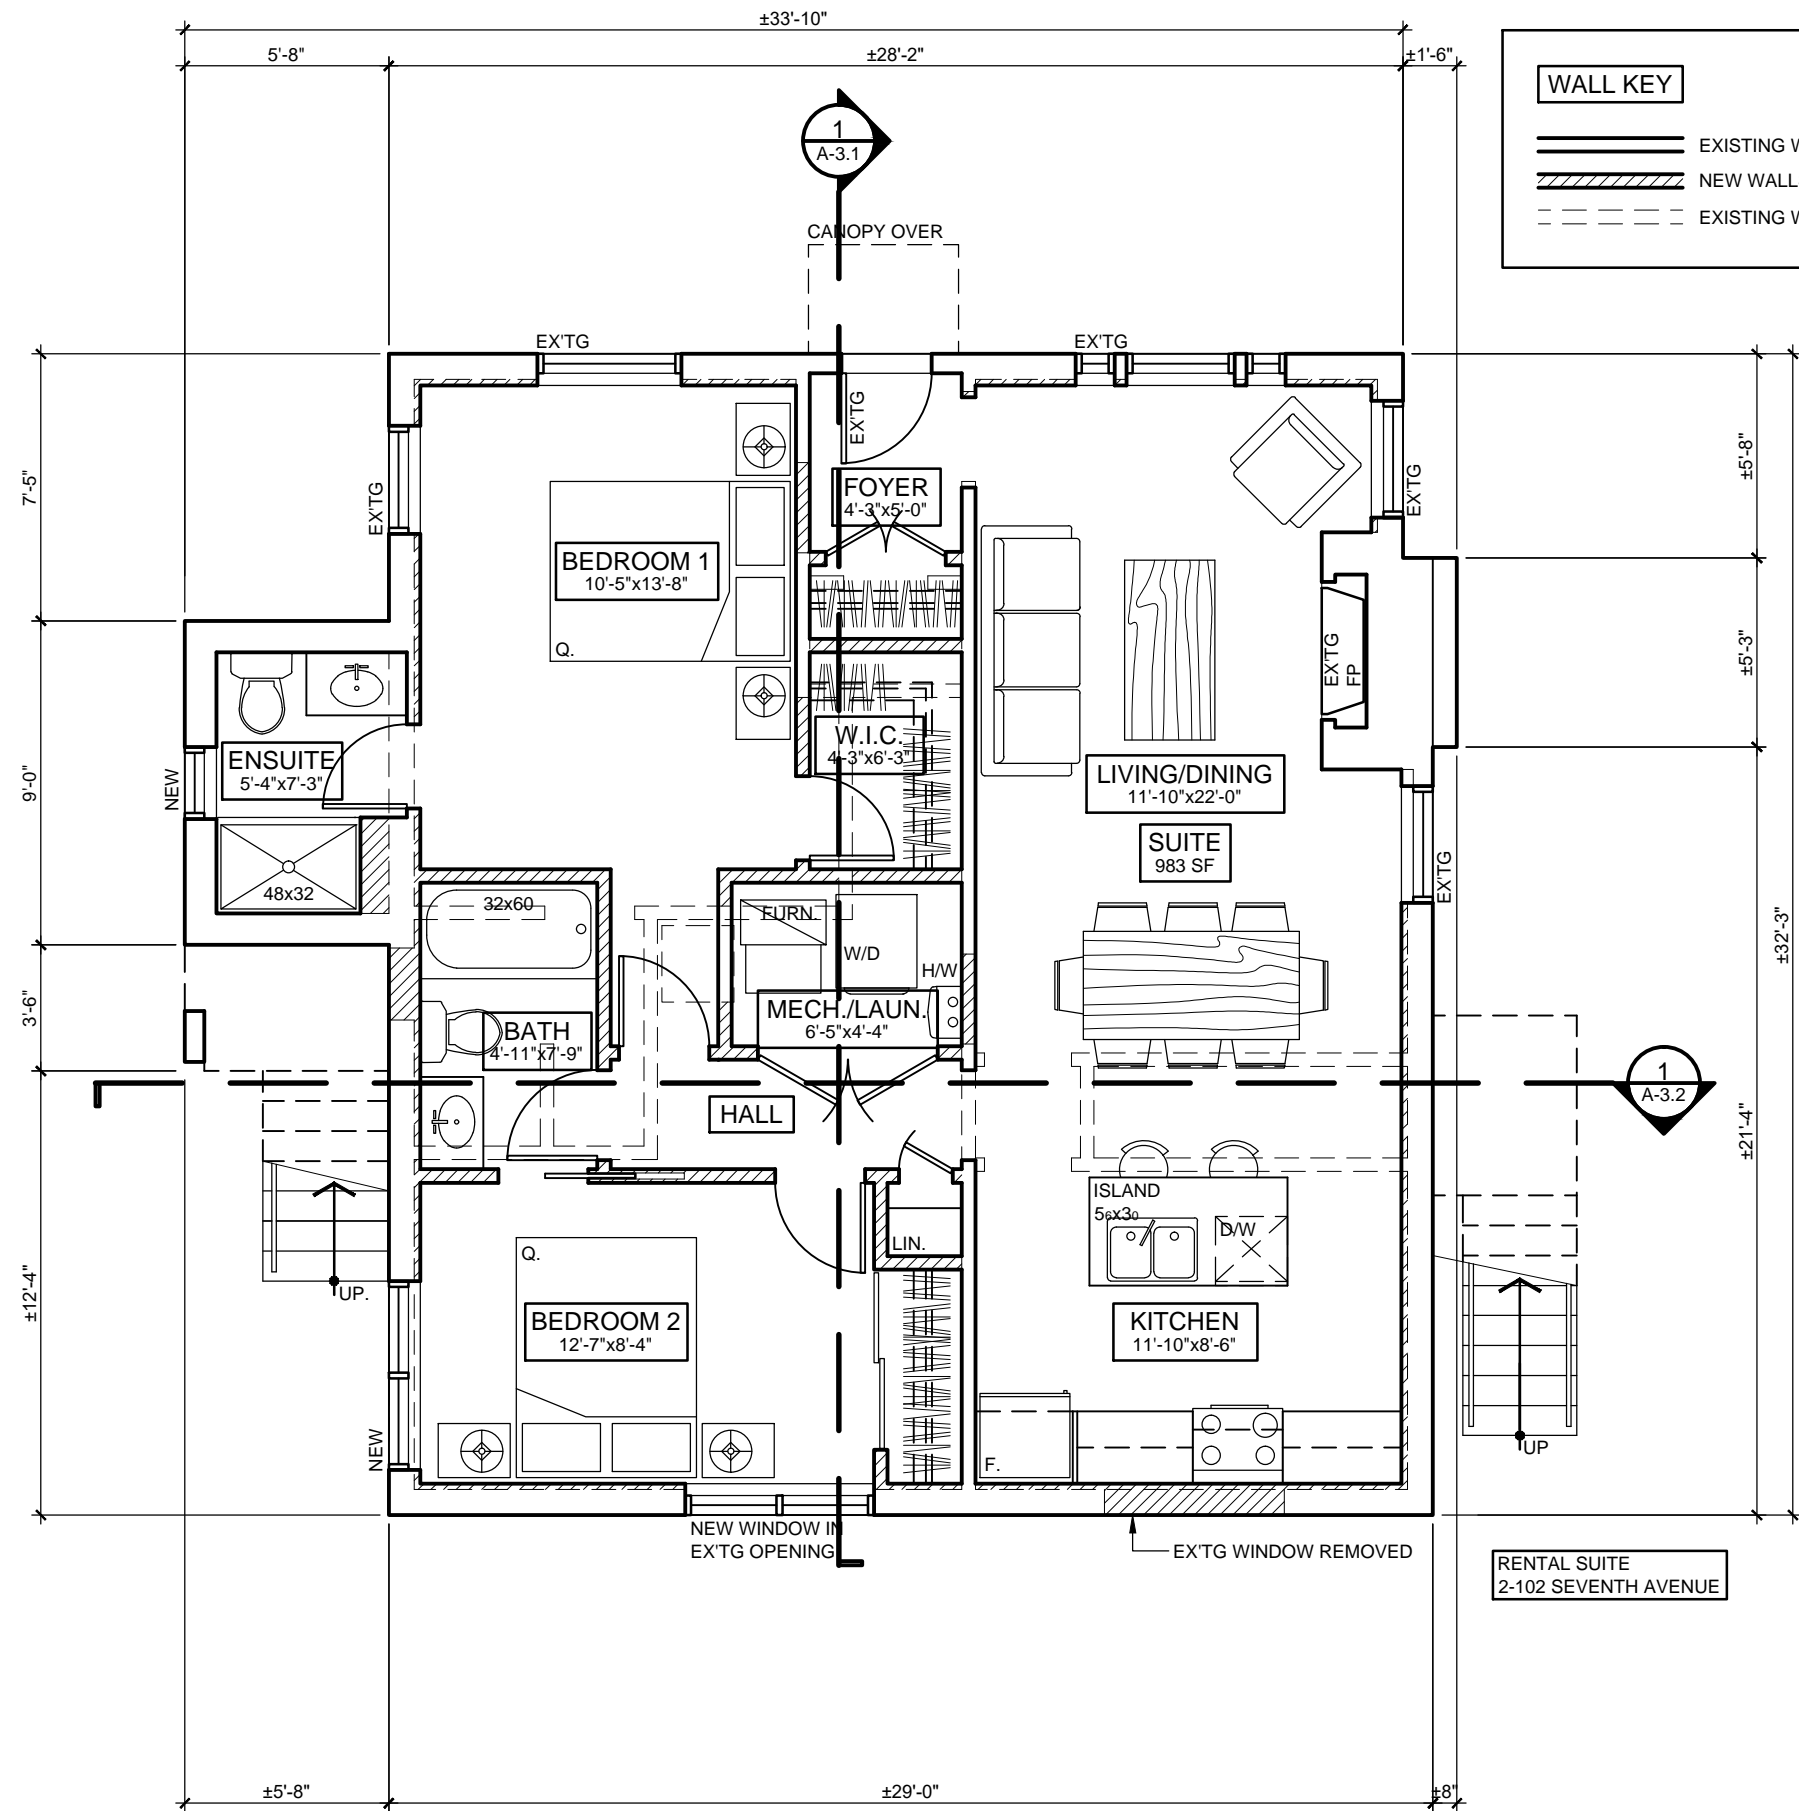 ±33'-10"
5'-8"
±28'-2"
±1'-6"
WALL KEY
EXISTING W
NEW WALL
EXISTING W
1
A-3.1
CANOPY OVER
EX'TG
EX'TG
EX'TG
EX'TG
EX'TG
7'-5"
±5'-8"
FOYER
4'-3"x5'-0"
BEDROOM 1
10'-5"x13'-8"
Q.
EX'TG
FP
±5'-3"
W.I.C.
4'-3"x6'-3"
ENSUITE
5'-4"x7'-3"
NEW
9'-0"
LIVING/DINING
11'-10"x22'-0"
SUITE
983 SF
EX'TG
48x32
32x60
FURN.
W/D
H/W
±32'-3"
3'-6"
MECH./LAUN.
6'-5"x4'-4"
BATH
4'-11"x7'-9"
HALL
1
A-3.2
±21'-4"
ISLAND
56x30
D/W
LIN.
Q.
UP.
±12'-4"
BEDROOM 2
12'-7"x8'-4"
KITCHEN
11'-10"x8'-6"
NEW
F.
UP
NEW WINDOW IN
EX'TG OPENING
EX'TG WINDOW REMOVED
RENTAL SUITE
2-102 SEVENTH AVENUE
±5'-8"
±29'-0"
±8"